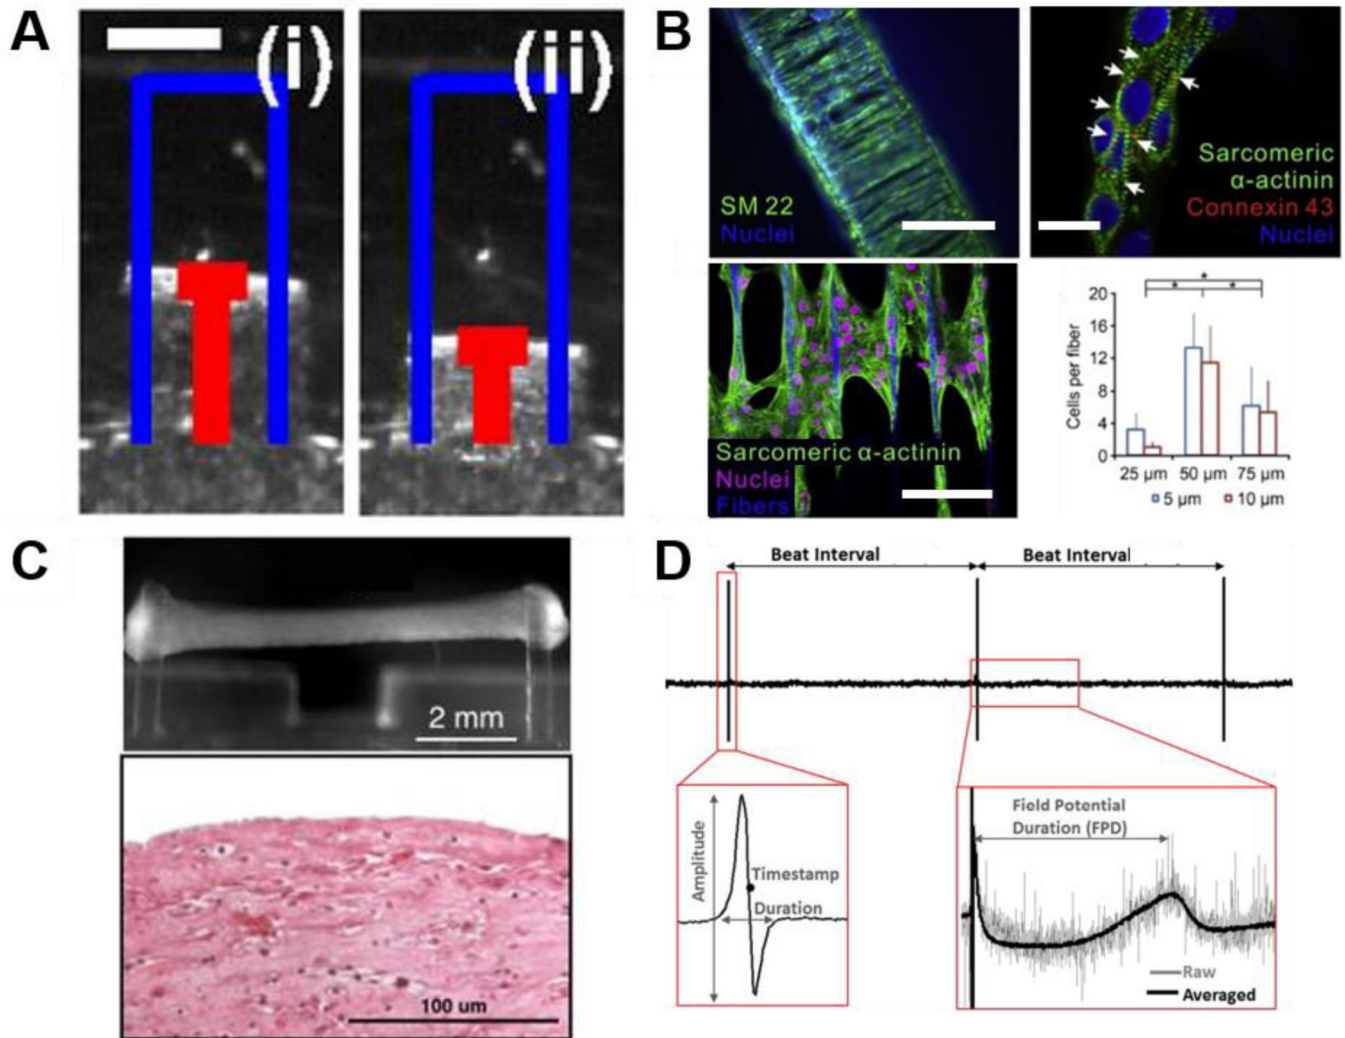 A
(i)
(ii)
B
SM 22
Nuclei
Sarcomeric
α-actinin
Connexin 43
Nuclei
Sarcomeric α-actinin
Nuclei
Fibers
* * *
20
16
12
8
4
0
Cells per fiber
25 μm 50 μm 75 μm
5 μm 10 μm
C
2 mm
100 um
D
Beat Interval Beat Interval
Amplitude
Timestamp
Duration
Field Potential
Duration (FPD)
Raw
Averaged